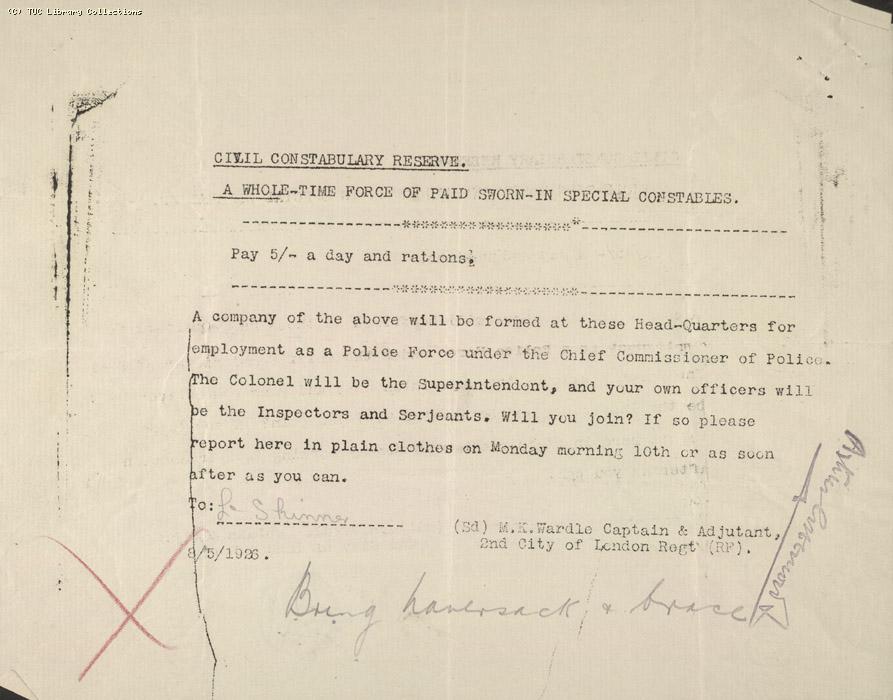 (C) TUC Library Collections
CIVIL CONSTABULARY RESERVE.
A WHOLE-TIME FORCE OF PAID SWORN-IN SPECIAL CONSTABLES.
Pay 5/- a day and rations.
A company of the above will be formed at these Head-Quarters for
employment as a Police Force under the Chief Commissioner of Police.
The Colonel will be the Superintendent, and your own officers will
be the Inspectors and Serjeants. Will you join? If so please
report here in plain clothes on Monday morning 10th or as soon
after as you can.
To: L. Skinner
(Sd) M.K.Wardle Captain & Adjutant,
2nd City of London Regt (RF).
8/5/1926.
Bring haversack &